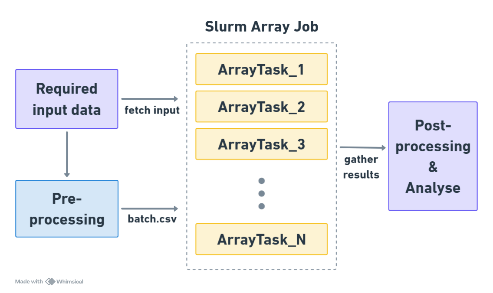 Slurm Array Job
Required
input data
fetch input
Pre-
processing
batch.csv
ArrayTask_1
ArrayTask_2
ArrayTask_3
ArrayTask_N
gather
results
Post-
processing
&
Analyse
Made with Whimsical